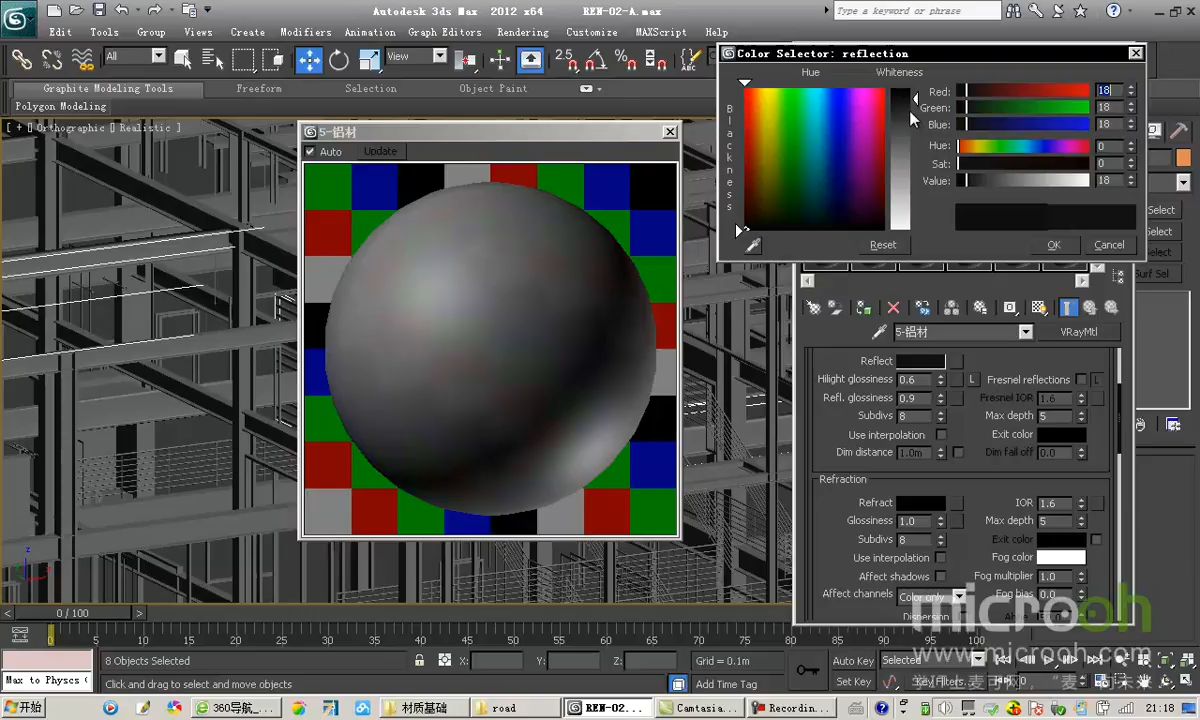 Autodesk 3ds Max 2012 x64 REN-02-A.max
Type a keyword or phrase
Edit Tools Group Views Create Modifiers Animation Graph Editors Rendering Customize MAXScript Help
All
View
2.5
ABC
Graphite Modeling Tools Freeform Selection Object Paint
Polygon Modeling
[ + ] Orthographic ] Realistic ]
5-铝材
Auto Update
Color Selector: reflection
Hue Whiteness
Blackness
Red: 18
Green: 18
Blue: 18
Hue: 0
Sat: 0
Value: 18
Reset OK Cancel
Select
Select
Select
Surf Sel
5-铝材 VRayMtl
Reflect
Hilight glossiness 0.6 L Fresnel reflections L
Refl. glossiness 0.9 Fresnel IOR 1.6
Subdivs 8 Max depth 5
Use interpolation Exit color
Dim distance 1.0m Dim fall off 0.0
Refraction
Refract IOR 1.6
Glossiness 1.0 Max depth 5
Subdivs 8 Exit color
Use interpolation Fog color
Affect shadows Fog multiplier 1.0
Affect channels Color only Fog bias 0.0
Dispersion Abbe
microoh
www.microoh.com
z
0 / 100
0 5 10 15 20 25 30 35 40 45 50 55 60 65 70 75 80 85 90 95 100
8 Objects Selected X: Y: Z: Grid = 0.1m Auto Key Selected
Max to Physcs ( Click and drag to select and move objects Add Time Tag Set Key Key Filters... 0
开始 360导航_... 材质基础 road REN-02... Camtasia... Recordin... 21:18